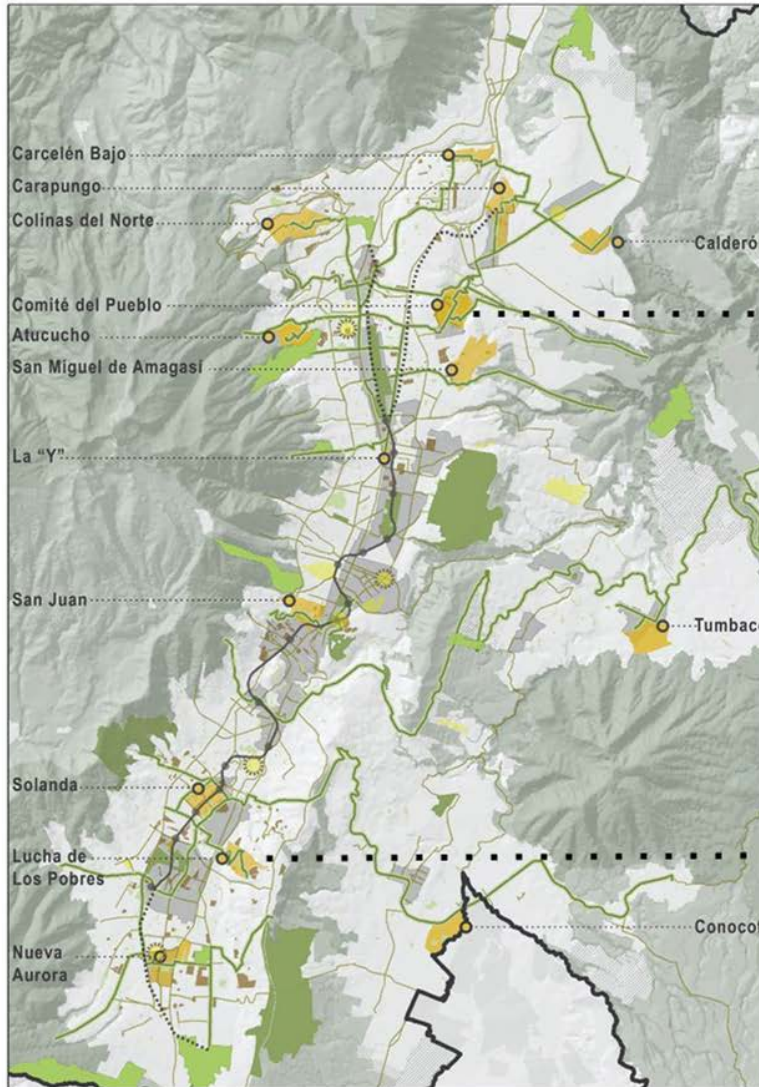 Carcelén Bajo
Carapungo
Colinas del Norte
Calderó
Comité del Pueblo
Atucucho
San Miguel de Amagasí
La "Y"
San Juan
Tumbaco
Solanda
Lucha de
Los Pobres
Conocot
Nueva
Aurora